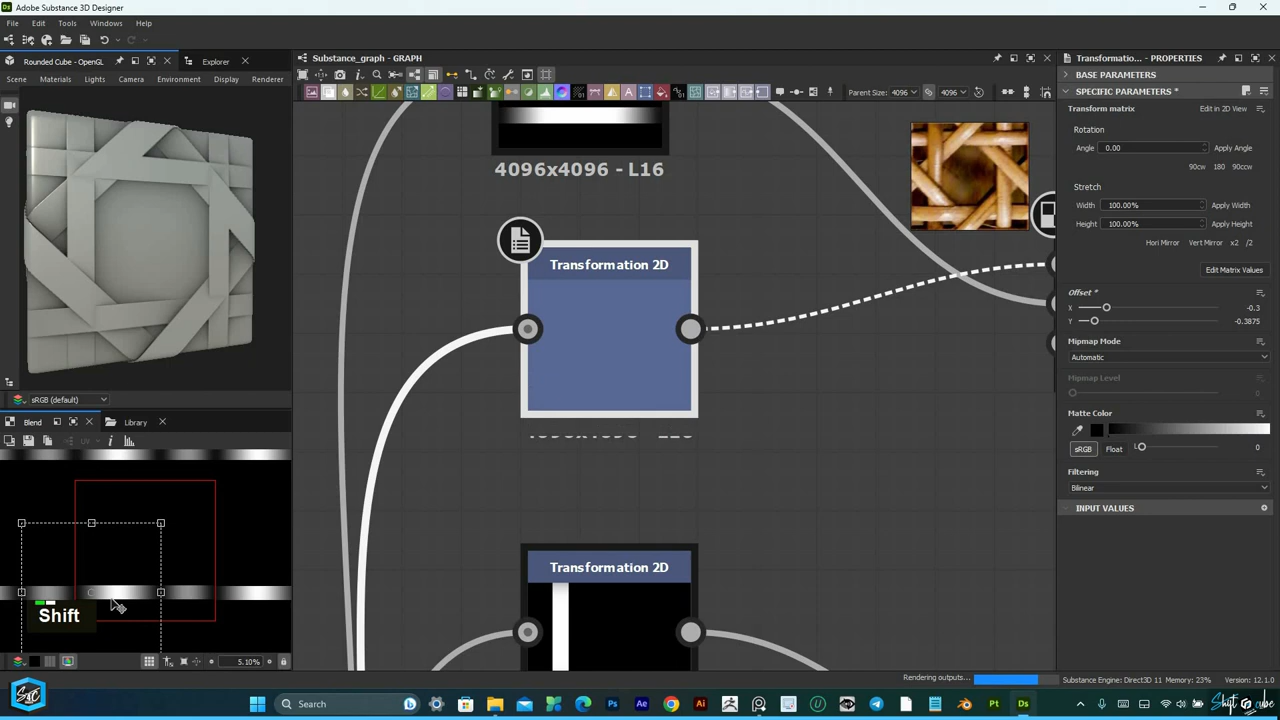 Adobe Substance 3D Designer
File Edit Tools Windows Help
Rounded Cube - OpenGL
Explorer
Scene Materials Lights Camera Environment Display Renderer
sRGB (default)
Blend
Library
UV
Shift
5.10%
Substance_graph - GRAPH
Parent Size: 4096 4096
4096x4096 - L16
Transformation 2D
Transformation 2D
Transformatio... - PROPERTIES
BASE PARAMETERS
SPECIFIC PARAMETERS *
Transform matrix Edit in 2D View
Rotation
Angle 0.00 Apply Angle
90cw 180 90ccw
Stretch
Width 100.00% Apply Width
Height 100.00% Apply Height
Hori Mirror Vert Mirror x2 /2
Edit Matrix Values
Offset *
X -0.3
Y -0.3875
Mipmap Mode
Automatic
Mipmap Level
0
Matte Color
sRGB Float L 0
Filtering
Bilinear
INPUT VALUES
Rendering outputs...
Substance Engine: Direct3D 11 Memory: 23% Version: 12.1.0
Search